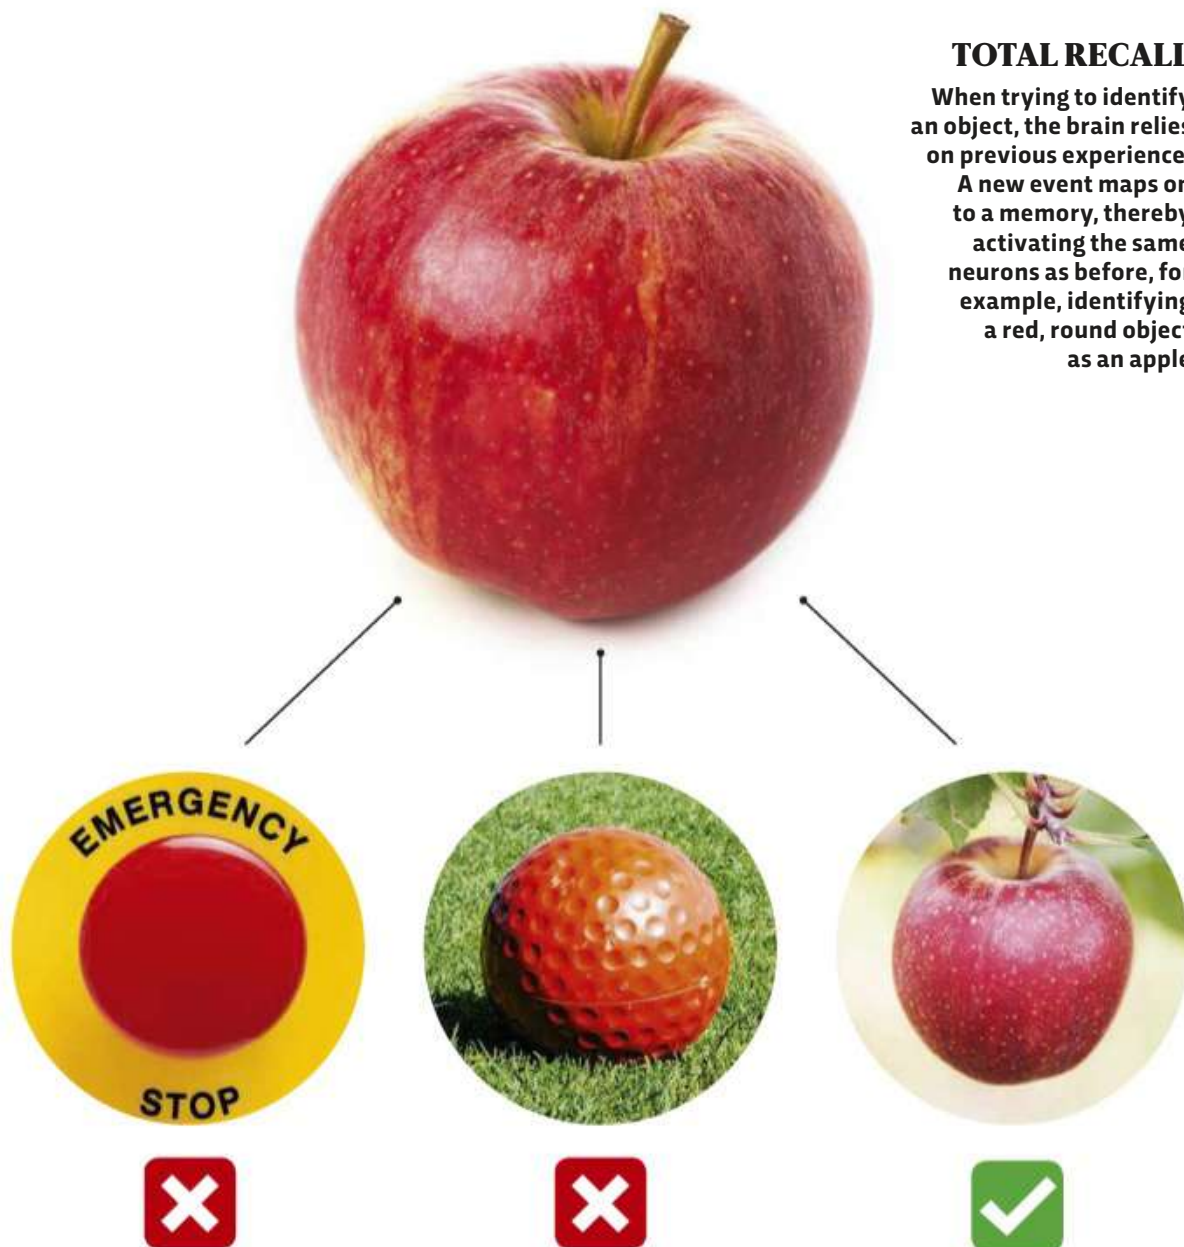 TOTAL RECALL
When trying to identify
an object, the brain relies
on previous experience
A new event maps on
to a memory, thereby
activating the same
neurons as before, for
example, identifying
a red, round object
as an apple
EMERGENCY
STOP